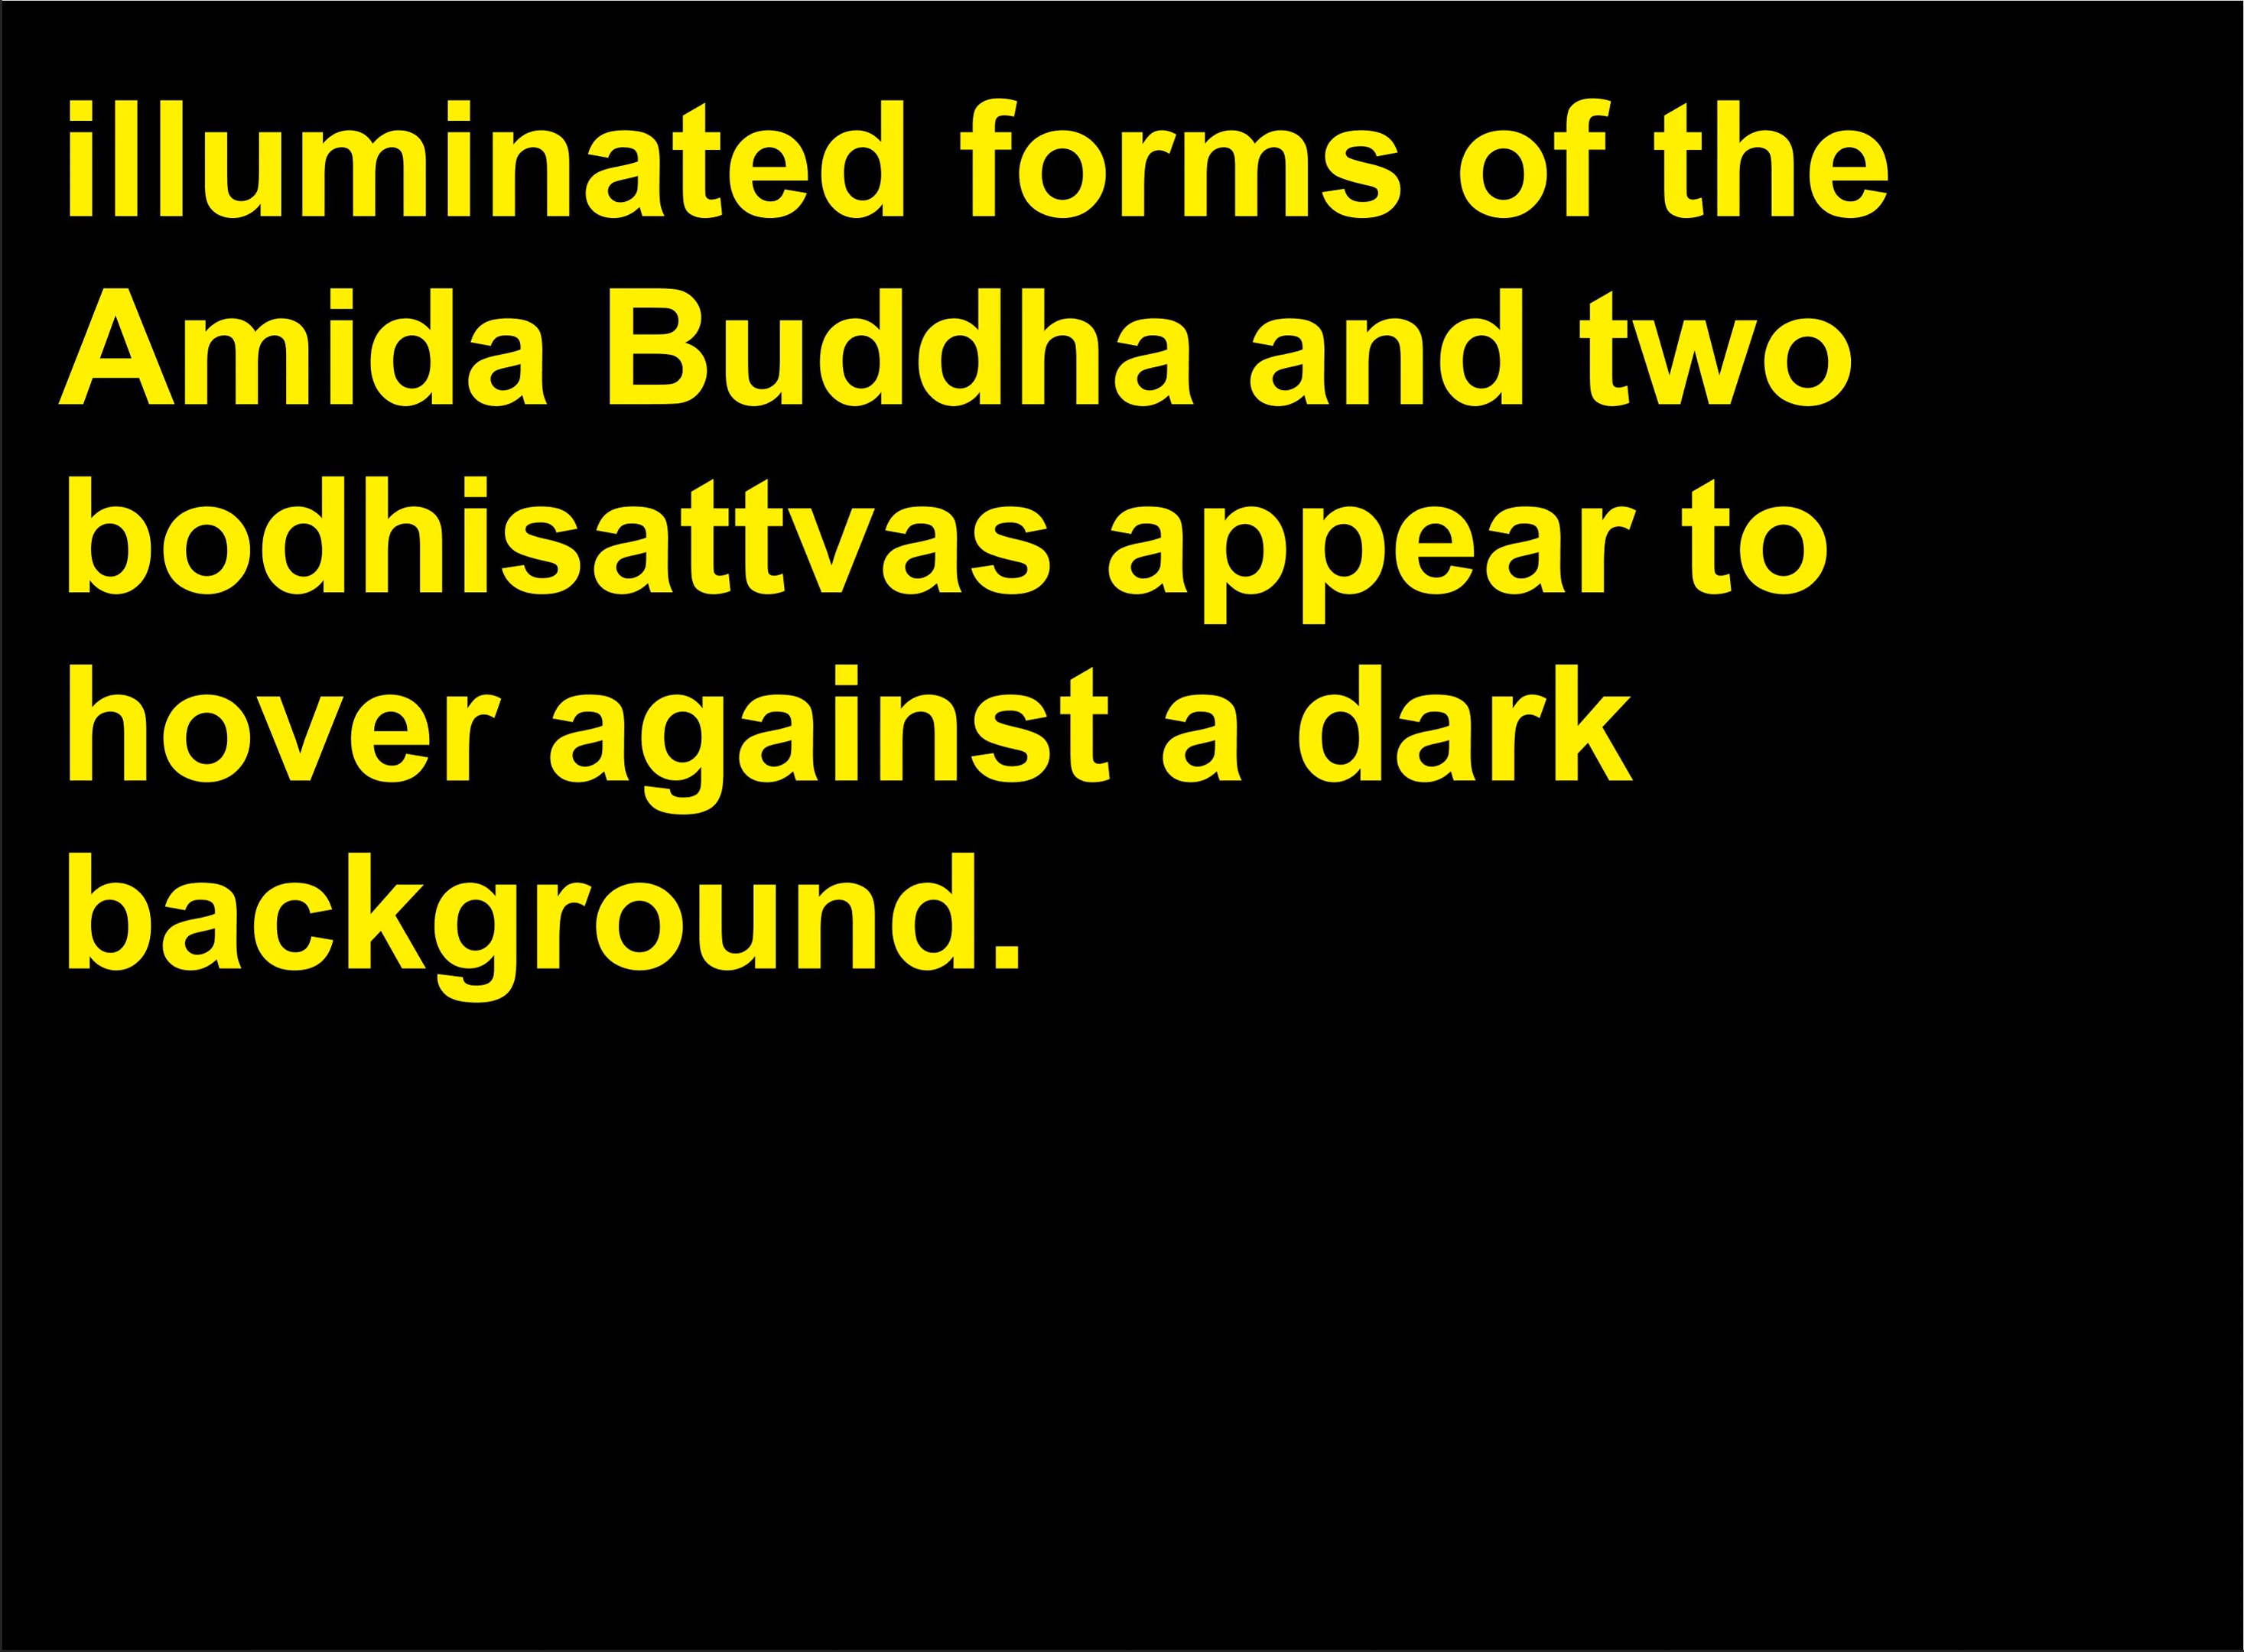 illuminated forms of the
Amida Buddha and two
bodhisattvas appear to
hover against a dark
background.